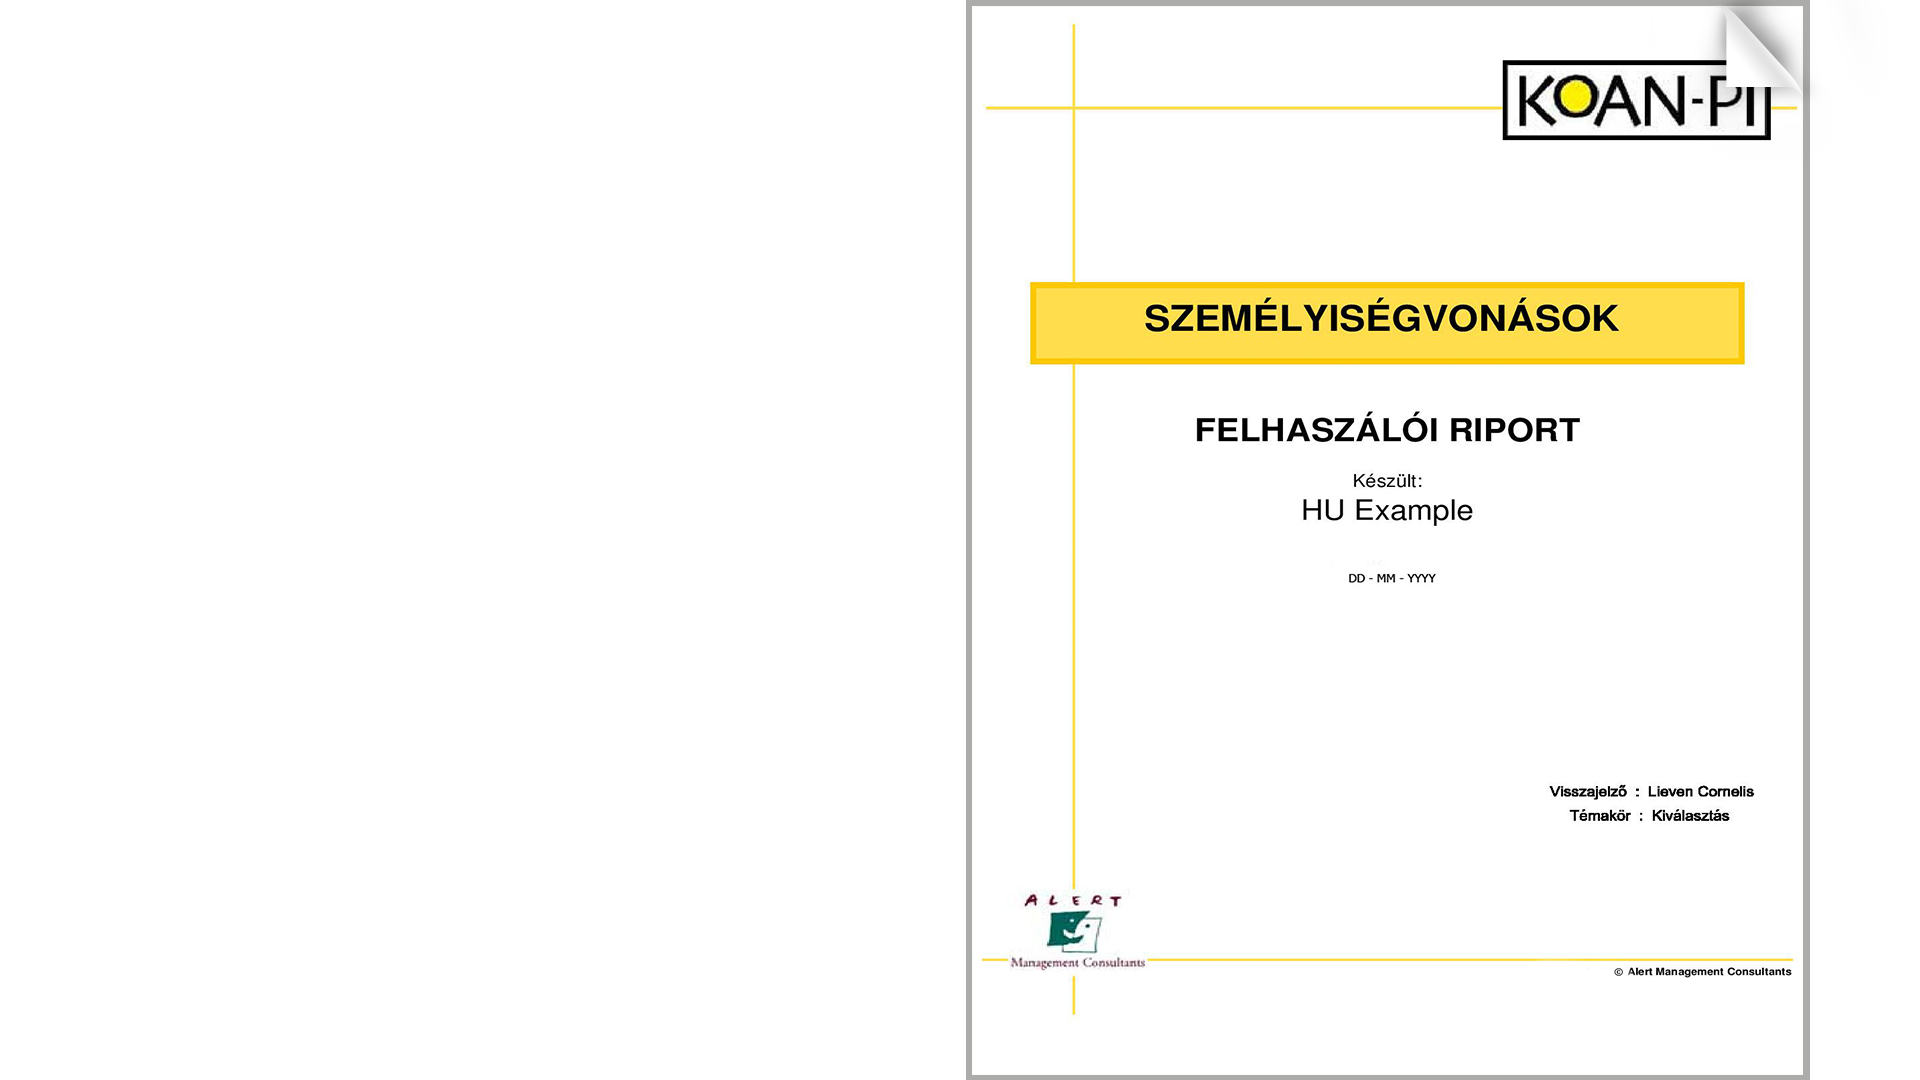 KOAN-PI
SZEMÉLYISÉGVONÁSOK
FELHASZÁLÓI RIPORT
Készült:
HU Example
DD - MM - YYYY
Visszajelző : Lieven Cornelis
Témakör : Kiválasztás
ALERT
Management Consultants
© Alert Management Consultants